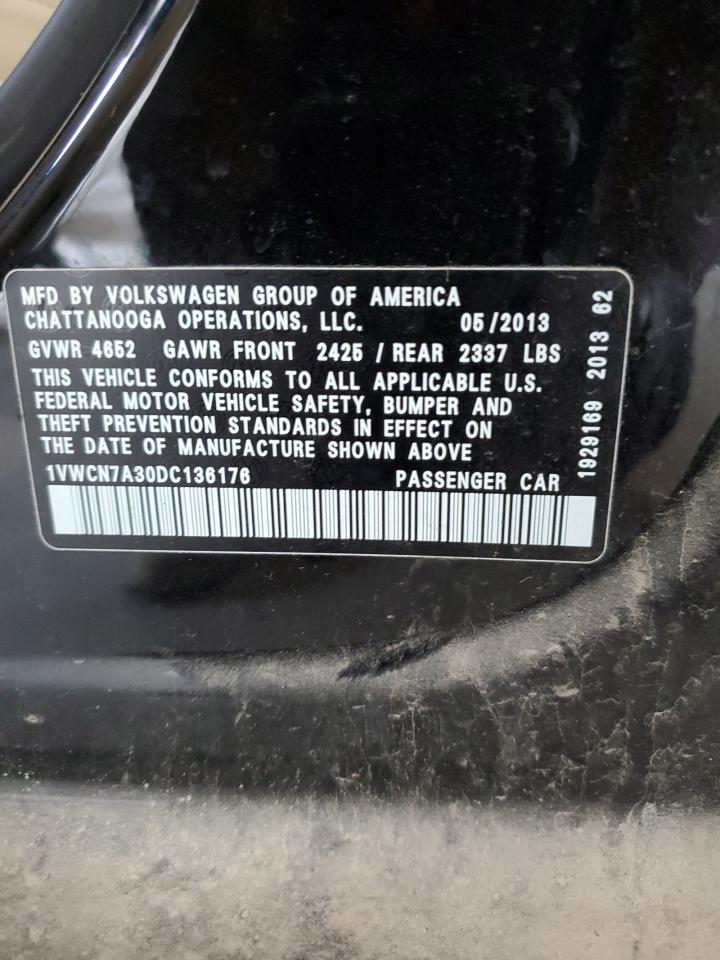 MFD BY VOLKSWAGEN GROUP OF AMERICA
CHATTANOOGA OPERATIONS, LLC. 05/2013
GVWR 4652 GAWR FRONT 2425 / REAR 2337 LBS
THIS VEHICLE CONFORMS TO ALL APPLICABLE U.S.
FEDERAL MOTOR VEHICLE SAFETY, BUMPER AND
THEFT PREVENTION STANDARDS IN EFFECT ON
THE DATE OF MANUFACTURE SHOWN ABOVE
1VWCN7A30DC136176 PASSENGER CAR
1929169 2013 62